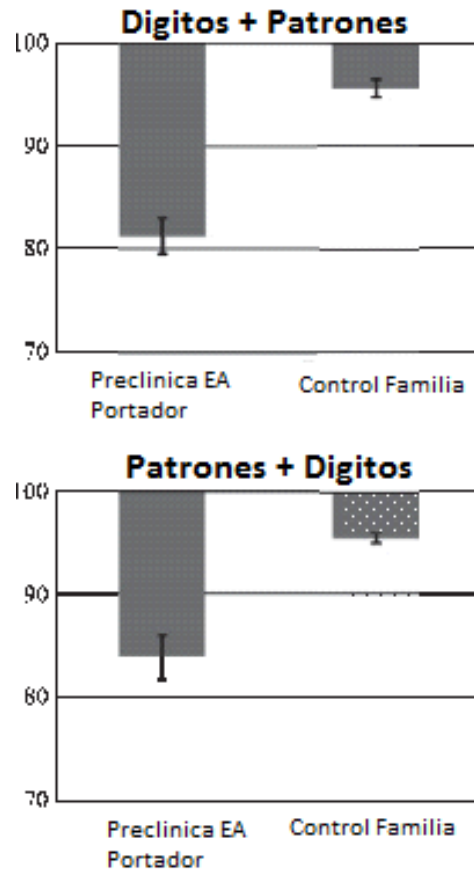 Digitos + Patrones
100
90
80
70
Preclinica EA
Portador
Control Familia
Patrones + Digitos
100
90
80
70
Preclinica EA
Portador
Control Familia